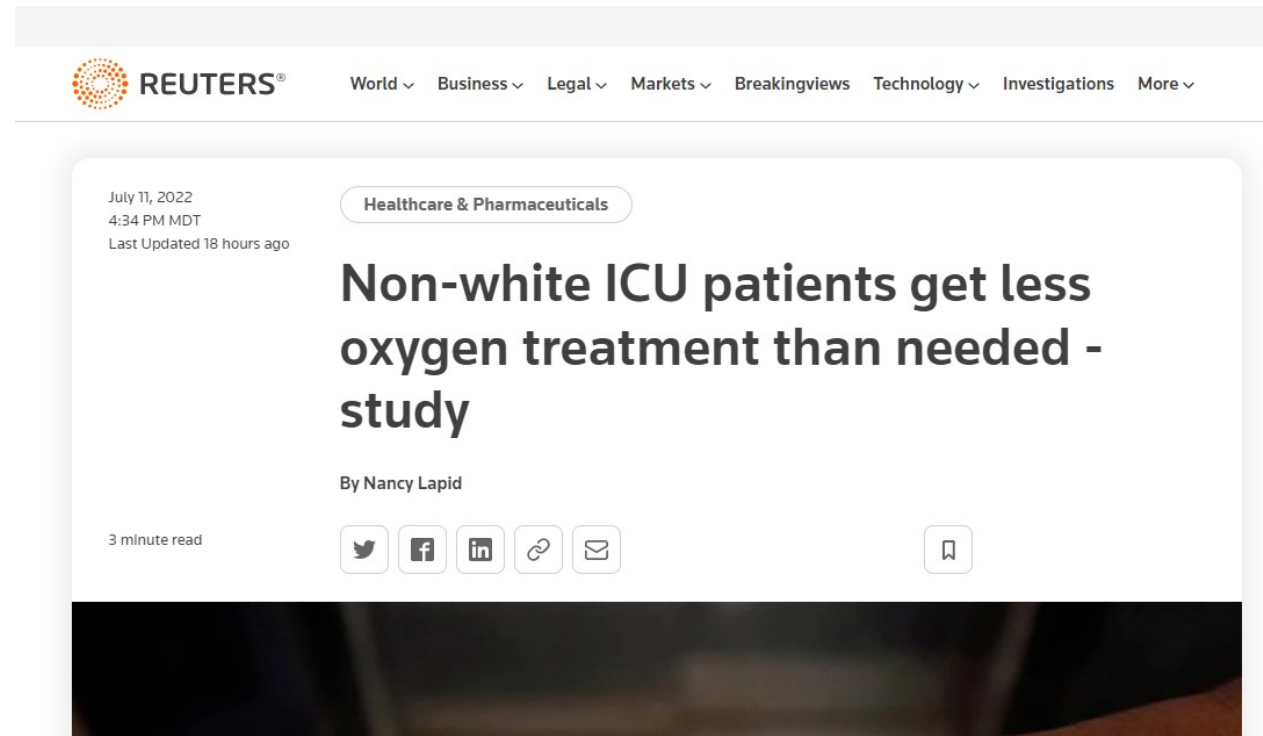 REUTERS®
World Business Legal Markets Breakingviews Technology Investigations More
July 11, 2022
4:34 PM MDT
Last Updated 18 hours ago
Healthcare & Pharmaceuticals
Non-white ICU patients get less
oxygen treatment than needed -
study
By Nancy Lapid
3 minute read